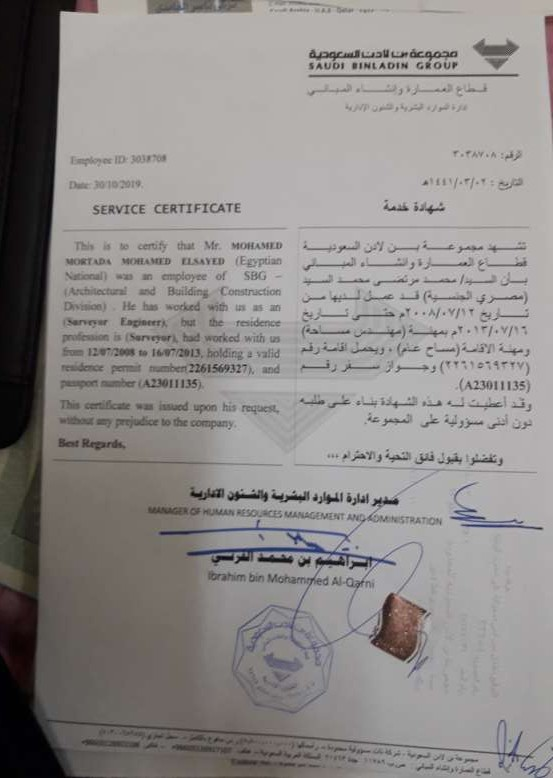 مجموعة بن لادن السعودية
SAUDI BINLADIN GROUP
قطاع العمارة وإنشاء المباني
إدارة الموارد البشرية والشئون الإدارية
Employee ID: 3038708
الرقم: ٣٠٣٨٧٠٨
Date: 30/10/2019.
التاريخ : ١٤٤١/٠٣/٠٢هـ
SERVICE CERTIFICATE
This is to certify that Mr. MOHAMED
MORTADA MOHAMED ELSAYED (Egyptian
National) was an employee of SBG –
(Architectural and Building Construction
Division) . He has worked with us as an
(Surveyor Engineer), but the residence
profession is (Surveyor), had worked with us
from 12/07/2008 to 16/07/2013, holding a valid
residence permit number(2261569327), and
passport number (A23011135)
This certificate was issued upon his request,
without any prejudice to the company.
Best Regards,
شهادة خدمة
تشهد مجموعة بن لادن السعودية
قطاع العمارة وإنشاء المباني
بأن السيد/ محمد مرتضى محمد السيد
(مصري الجنسية) قد عمل لديها من
تاريخ ٢٠٠٨/٠٧/١٢م حتى تاريخ
٢٠١٣/٠٧/١٦م بمهنة (مهندس مساحة)
ومهنة الاقامة (مساح عام)، ويحمل اقامة رقم
(٢٢٦١٥٦٩٣٢٧) وجواز سفر رقم
(A23011135).
وقد أعطيت له هذه الشهادة بناء على طلبه
دون أدنى مسؤولية على المجموعة.
وتفضلوا بقبول فائق التحية والاحترام ،،،
مدير ادارة الموارد البشرية والشئون الادارية
MANAGER OF HUMAN RESOURCES MANAGEMENT AND ADMINISTRATION
ابراهيم بن محمد القرني
Ibrahim bin Mohammed Al-Qarni
مجموعة بن لادن السعودية